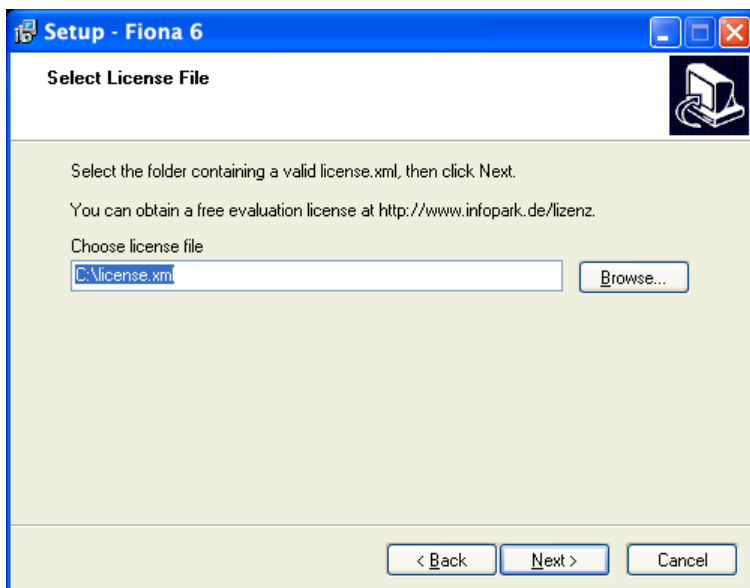 Setup - Fiona 6
Select License File
Select the folder containing a valid license.xml, then click Next.
You can obtain a free evaluation license at http://www.infopark.de/lizenz.
Choose license file
C:\license.xml
Browse...
< Back
Next >
Cancel